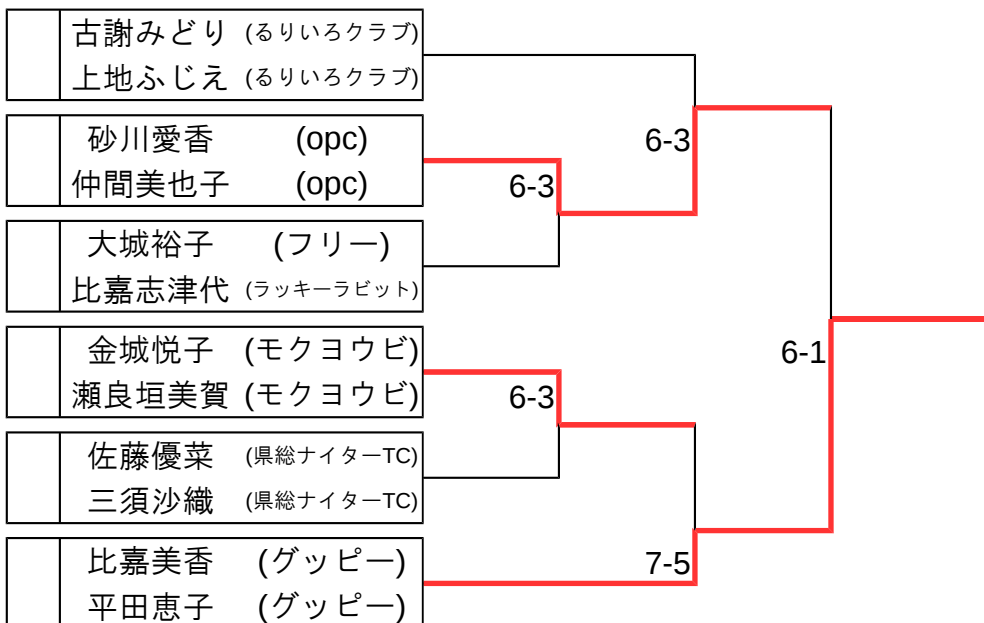 古謝みどり (るりいろクラブ)
上地ふじえ (るりいろクラブ)
砂川愛香 (opc)
仲間美也子 (opc)
大城裕子 (フリー)
比嘉志津代 (ラッキーラビット)
金城悦子 (モクヨウビ)
瀬良垣美賀 (モクヨウビ)
佐藤優菜 (県総ナイターTC)
三須沙織 (県総ナイターTC)
比嘉美香 (グッピー)
平田恵子 (グッピー)
6-3
6-3
7-5
6-3
6-1